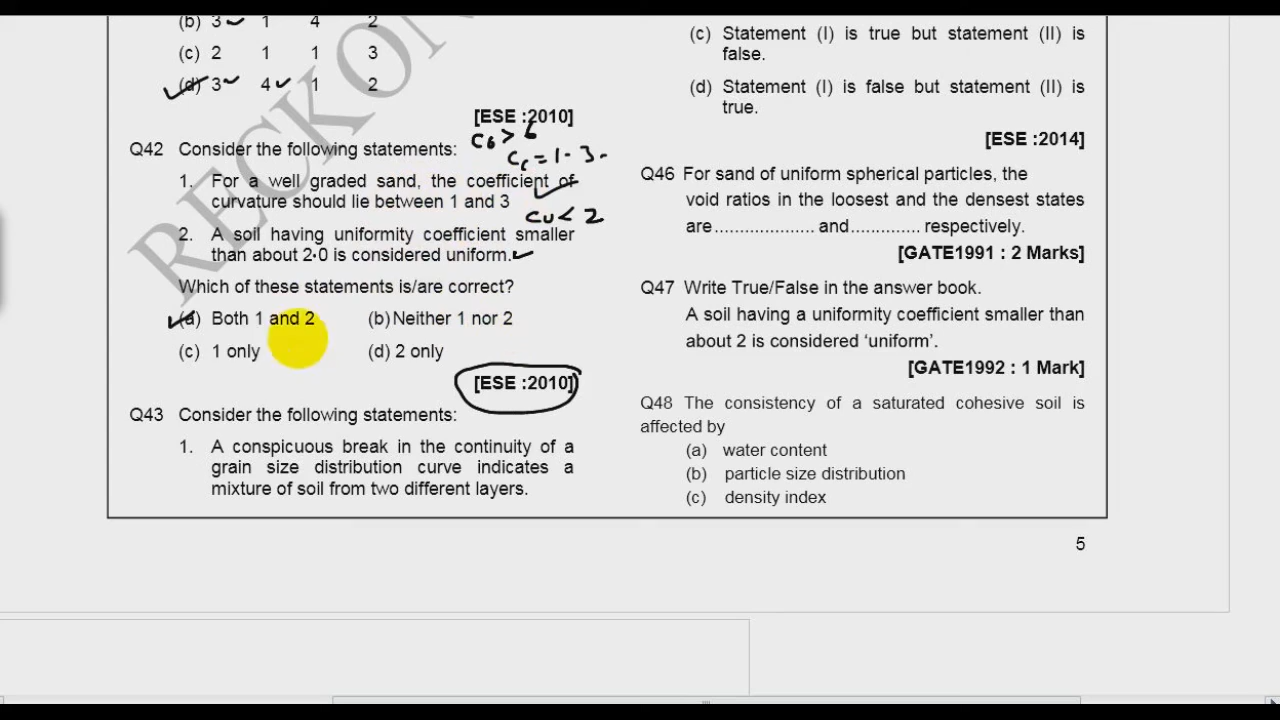 (b) 3 1 4 2
(c) 2 1 1 3
(d) 3 4 1 2
[ESE :2010]
Q42 Consider the following statements:
1. For a well graded sand, the coefficient of
curvature should lie between 1 and 3
2. A soil having uniformity coefficient smaller
than about 2·0 is considered uniform.
Which of these statements is/are correct?
(a) Both 1 and 2 (b) Neither 1 nor 2
(c) 1 only (d) 2 only
[ESE :2010]
Q43 Consider the following statements:
1. A conspicuous break in the continuity of a
grain size distribution curve indicates a
mixture of soil from two different layers.
> 6
Cc = 1 - 3
Cu < 2
RECKON
(c) Statement (I) is true but statement (II) is
false.
(d) Statement (I) is false but statement (II) is
true.
[ESE :2014]
Q46 For sand of uniform spherical particles, the
void ratios in the loosest and the densest states
are.................... and.............. respectively.
[GATE1991 : 2 Marks]
Q47 Write True/False in the answer book.
A soil having a uniformity coefficient smaller than
about 2 is considered ‘uniform’.
[GATE1992 : 1 Mark]
Q48 The consistency of a saturated cohesive soil is
affected by
(a) water content
(b) particle size distribution
(c) density index
5